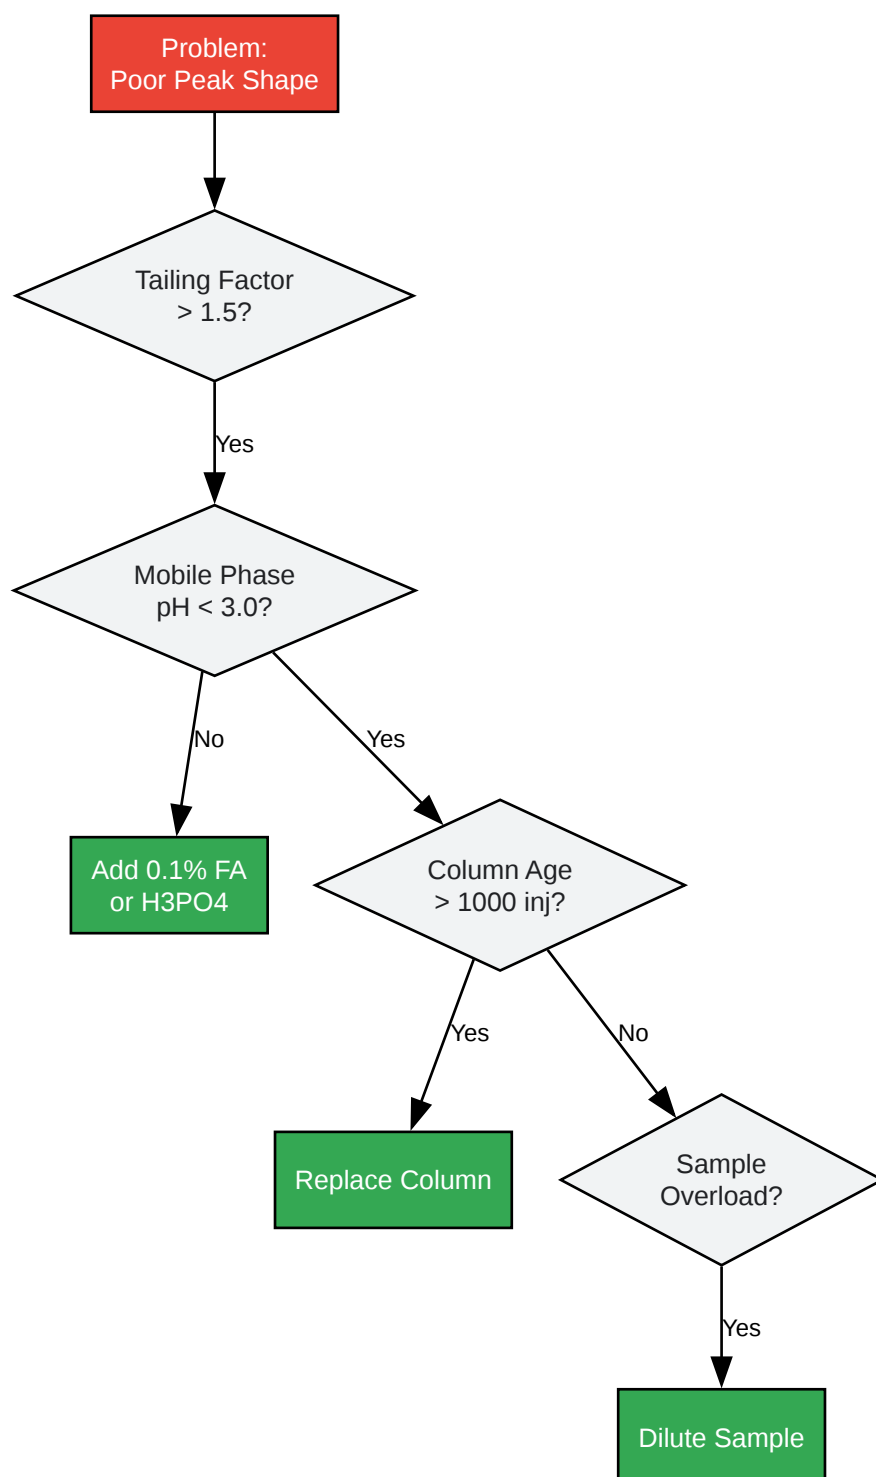 Problem:
Poor Peak Shape
Tailing Factor
> 1.5?
Yes
Mobile Phase
pH < 3.0?
No
Yes
Add 0.1% FA
or H3PO4
Column Age
> 1000 inj?
Yes
No
Replace Column
Sample
Overload?
Yes
Dilute Sample